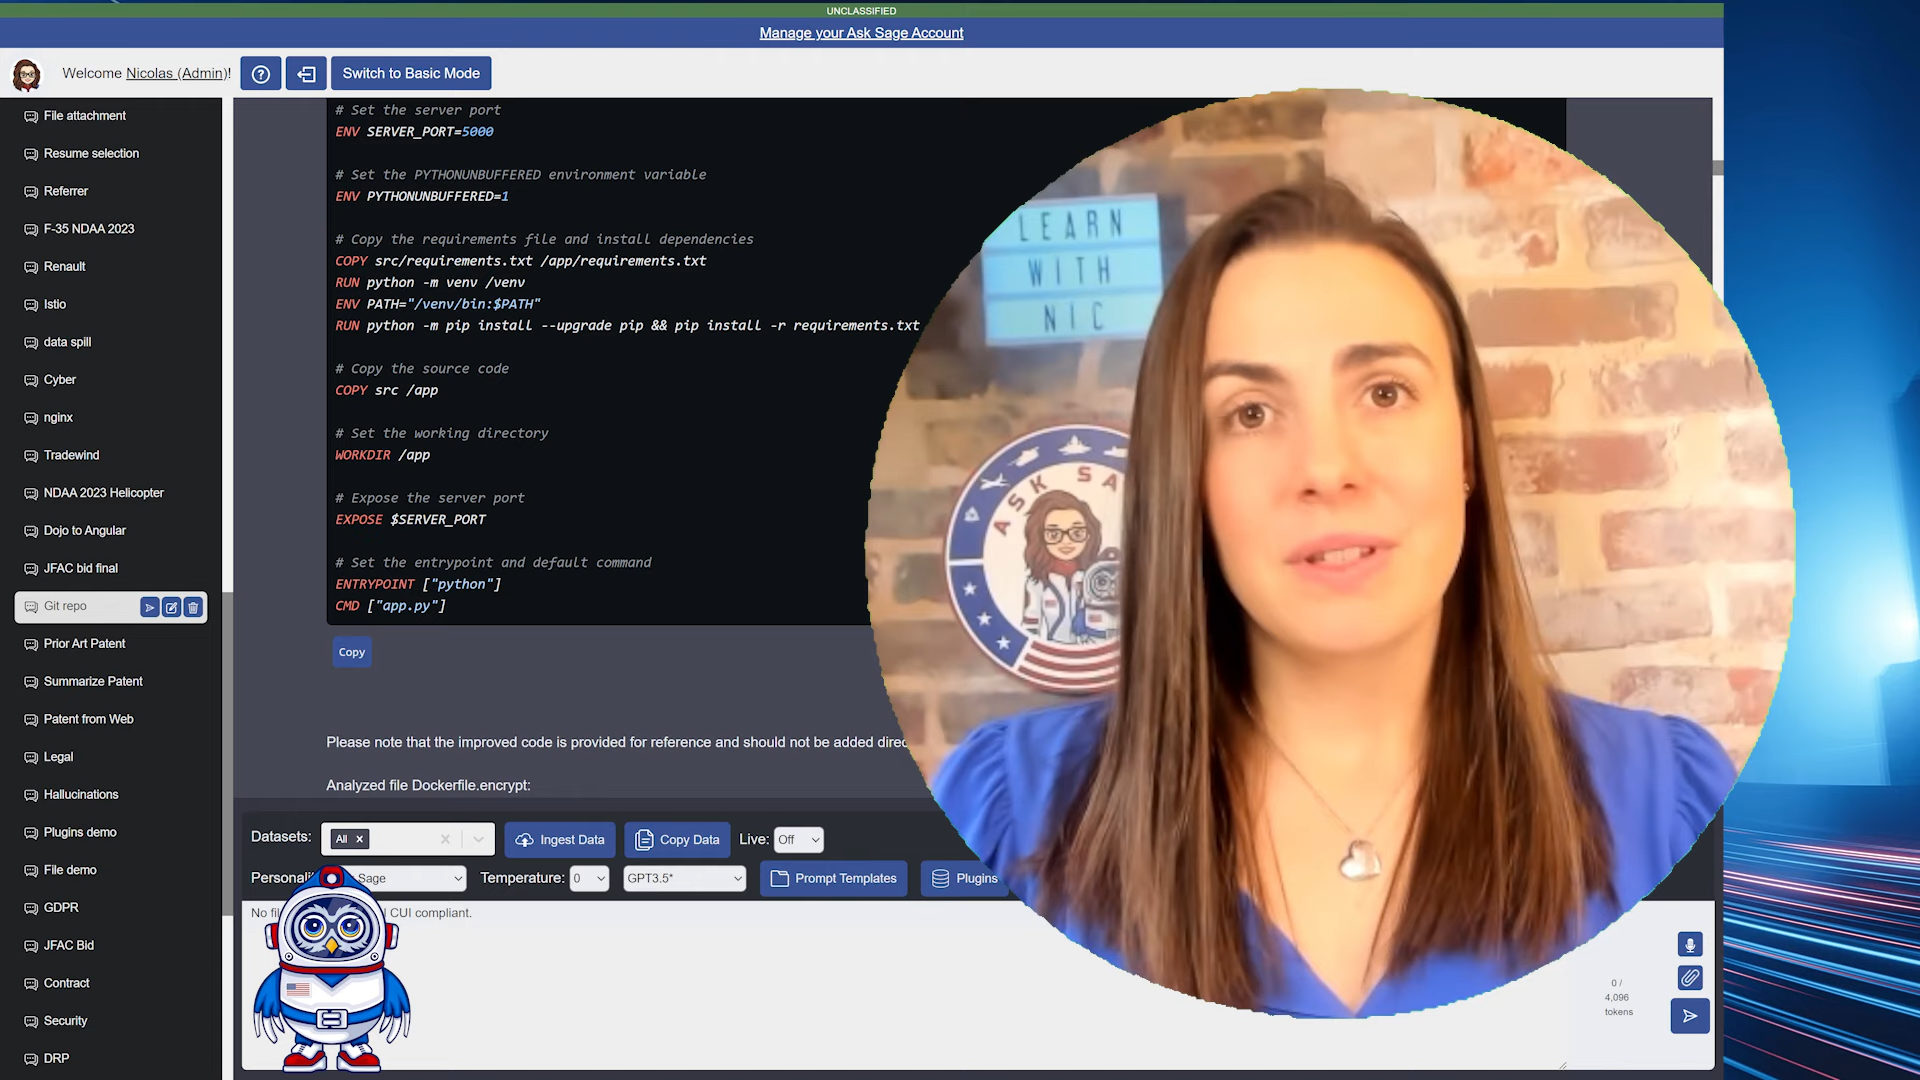 UNCLASSIFIED
Manage your Ask Sage Account
Welcome Nicolas (Admin)!
Switch to Basic Mode
File attachment
Resume selection
Referrer
F-35 NDAA 2023
Renault
Istio
data spill
Cyber
nginx
Tradewind
NDAA 2023 Helicopter
Dojo to Angular
JFAC bid final
Git repo
Prior Art Patent
Summarize Patent
Patent from Web
Legal
Hallucinations
Plugins demo
File demo
GDPR
JFAC Bid
Contract
Security
DRP
# Set the server port
ENV SERVER_PORT=5000
# Set the PYTHONUNBUFFERED environment variable
ENV PYTHONUNBUFFERED=1
# Copy the requirements file and install dependencies
COPY src/requirements.txt /app/requirements.txt
RUN python -m venv /venv
ENV PATH="/venv/bin:$PATH"
RUN python -m pip install --upgrade pip && pip install -r requirements.txt
# Copy the source code
COPY src /app
# Set the working directory
WORKDIR /app
# Expose the server port
EXPOSE $SERVER_PORT
# Set the entrypoint and default command
ENTRYPOINT ["python"]
CMD ["app.py"]
Copy
Please note that the improved code is provided for reference and should not be added
Analyzed file Dockerfile.encrypt:
Datasets: All Ingest Data Copy Data Live: Off
Sage Temperature: 0 GPT3.5* Prompt Templates Plugins
No CUI compliant.
0 /
4,096
tokens
LEARN
WITH
NIC
ASK